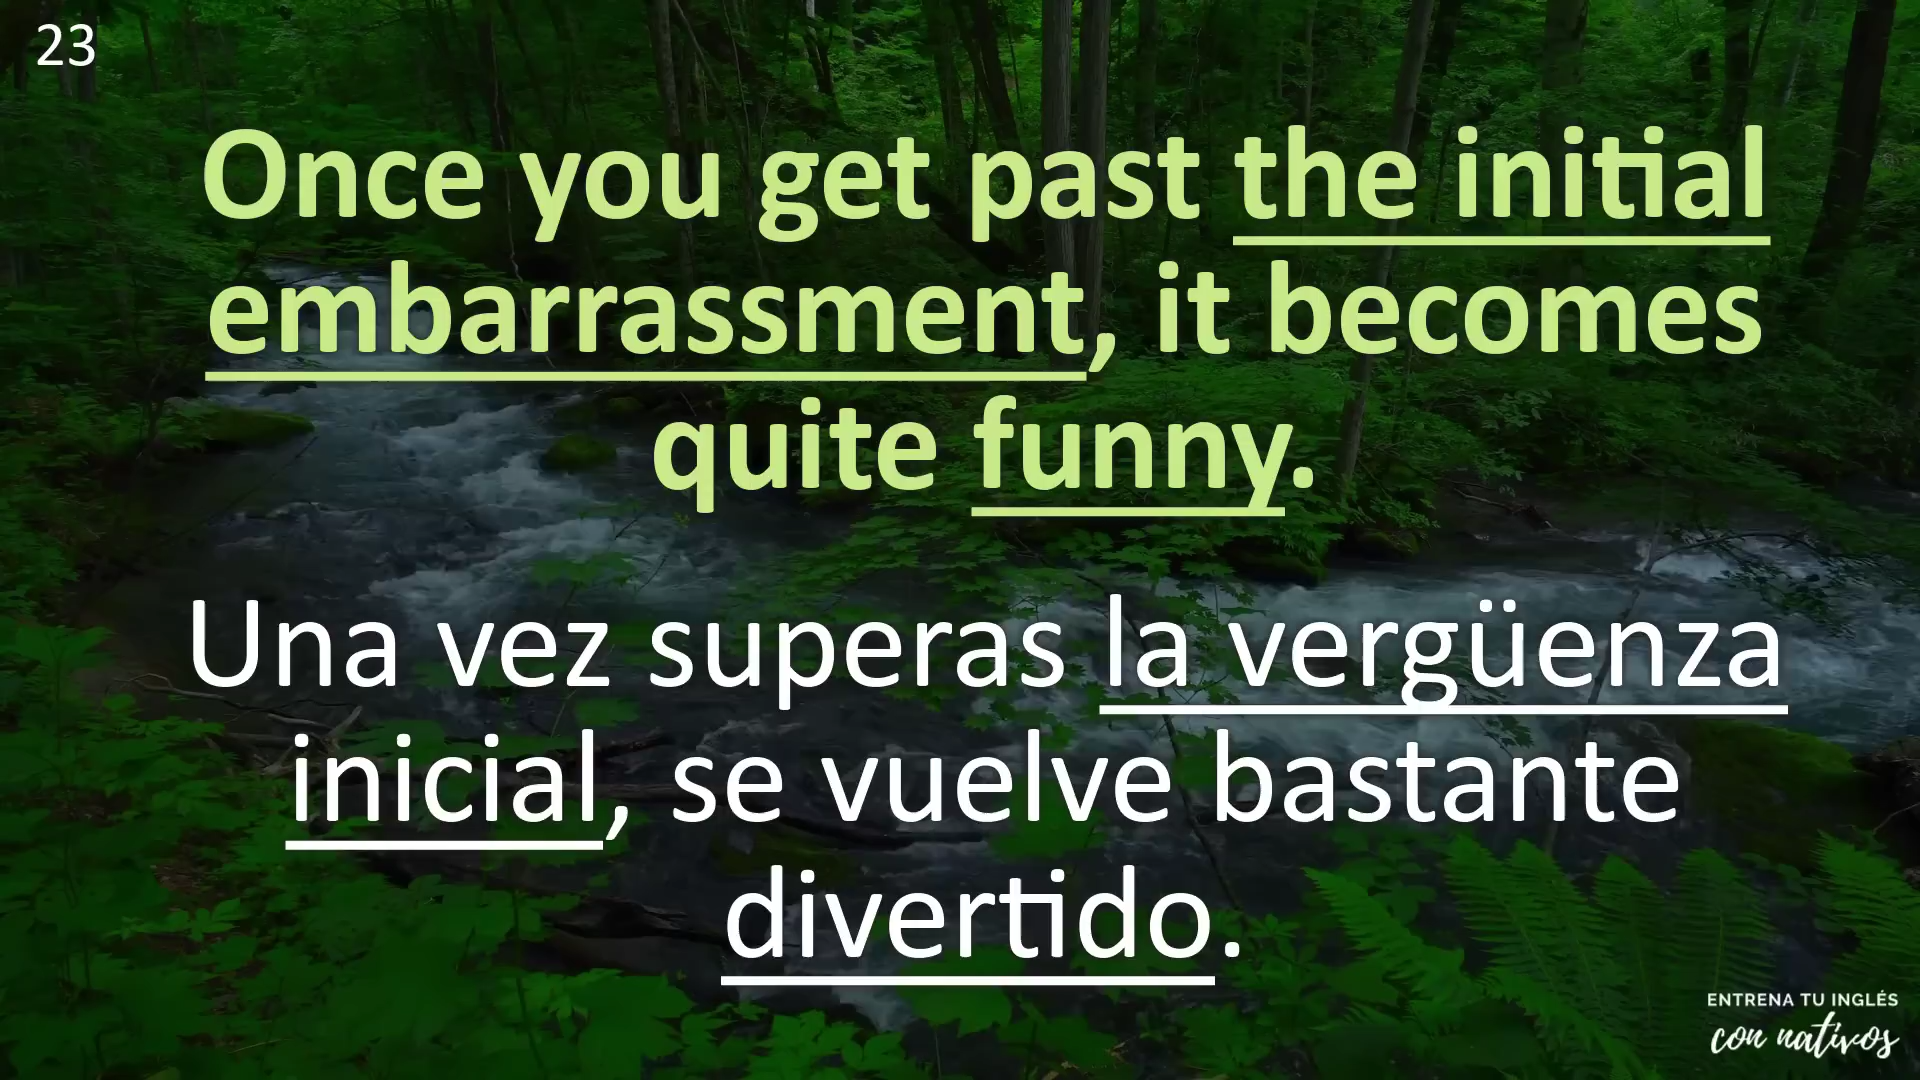 23
Once you get past the initial
embarrassment, it becomes
quite funny.
Una vez superas la vergüenza
inicial, se vuelve bastante
divertido.
ENTRENA TU INGLÉS
con nativos